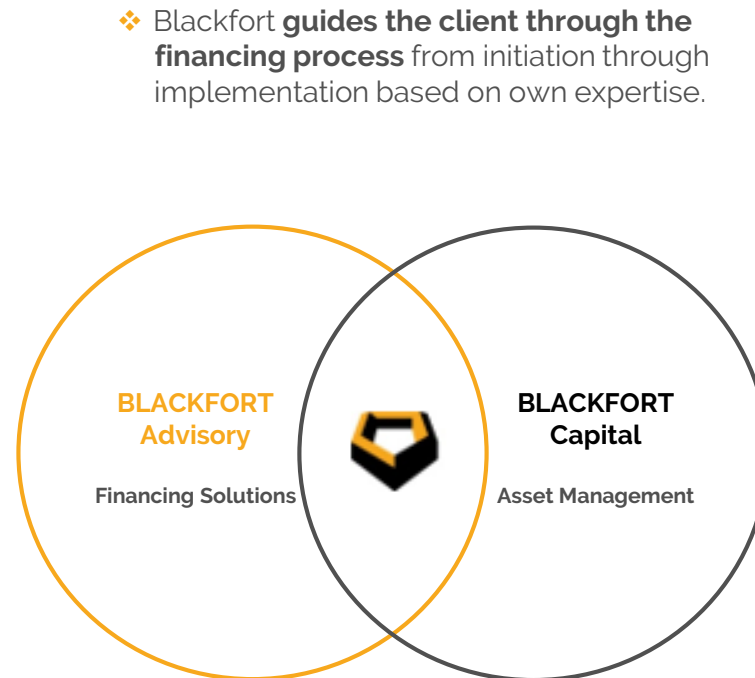 ❖ Blackfort guides the client through the
financing process from initiation through
implementation based on own expertise.
BLACKFORT
Advisory
Financing Solutions
BLACKFORT
Capital
Asset Management